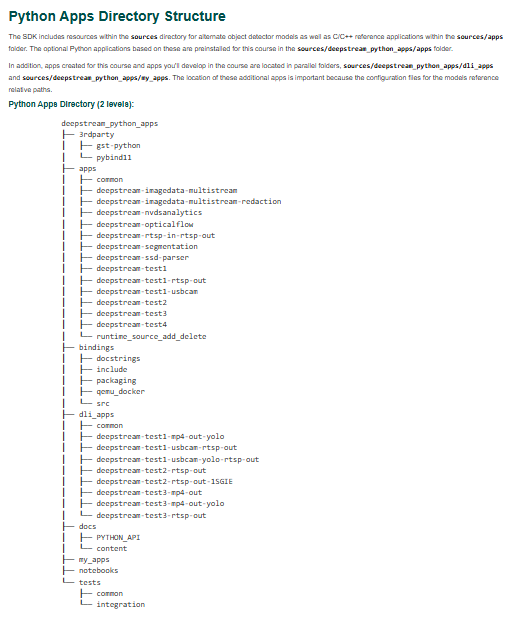 Python Apps Directory Structure
The SDK includes resources within the sources directory for alternate object detector models as well as C/C++ reference applications within the sources/apps
folder. The optional Python applications based on these are preinstalled for this course in the sources/deepstream_python_apps/apps folder.
In addition, apps created for this course and apps you'll develop in the course are located in parallel folders, sources/deepstream_python_apps/dli_apps
and sources/deepstream_python_apps/my_apps. The location of these additional apps is important because the configuration files for the models reference
relative paths.
Python Apps Directory (2 levels):
deepstream_python_apps
├── 3rdparty
│   ├── gst-python
│   └── pybind11
├── apps
│   ├── common
│   ├── deepstream-imagedata-multistream
│   ├── deepstream-imagedata-multistream-redaction
│   ├── deepstream-nvdsanalytics
│   ├── deepstream-opticalflow
│   ├── deepstream-rtsp-in-rtsp-out
│   ├── deepstream-segmentation
│   ├── deepstream-ssd-parser
│   ├── deepstream-test1
│   ├── deepstream-test1-rtsp-out
│   ├── deepstream-test1-usbcam
│   ├── deepstream-test2
│   ├── deepstream-test3
│   ├── deepstream-test4
│   └── runtime_source_add_delete
├── bindings
│   ├── docstrings
│   ├── include
│   ├── packaging
│   ├── qemu_docker
│   └── src
├── dli_apps
│   ├── common
│   ├── deepstream-test1-mp4-out-yolo
│   ├── deepstream-test1-usbcam-rtsp-out
│   ├── deepstream-test1-usbcam-yolo-rtsp-out
│   ├── deepstream-test2-rtsp-out
│   ├── deepstream-test2-rtsp-out-1SGIE
│   ├── deepstream-test3-mp4-out
│   ├── deepstream-test3-mp4-out-yolo
│   └── deepstream-test3-rtsp-out
├── docs
│   ├── PYTHON_API
│   └── content
├── my_apps
├── notebooks
└── tests
    ├── common
    └── integration